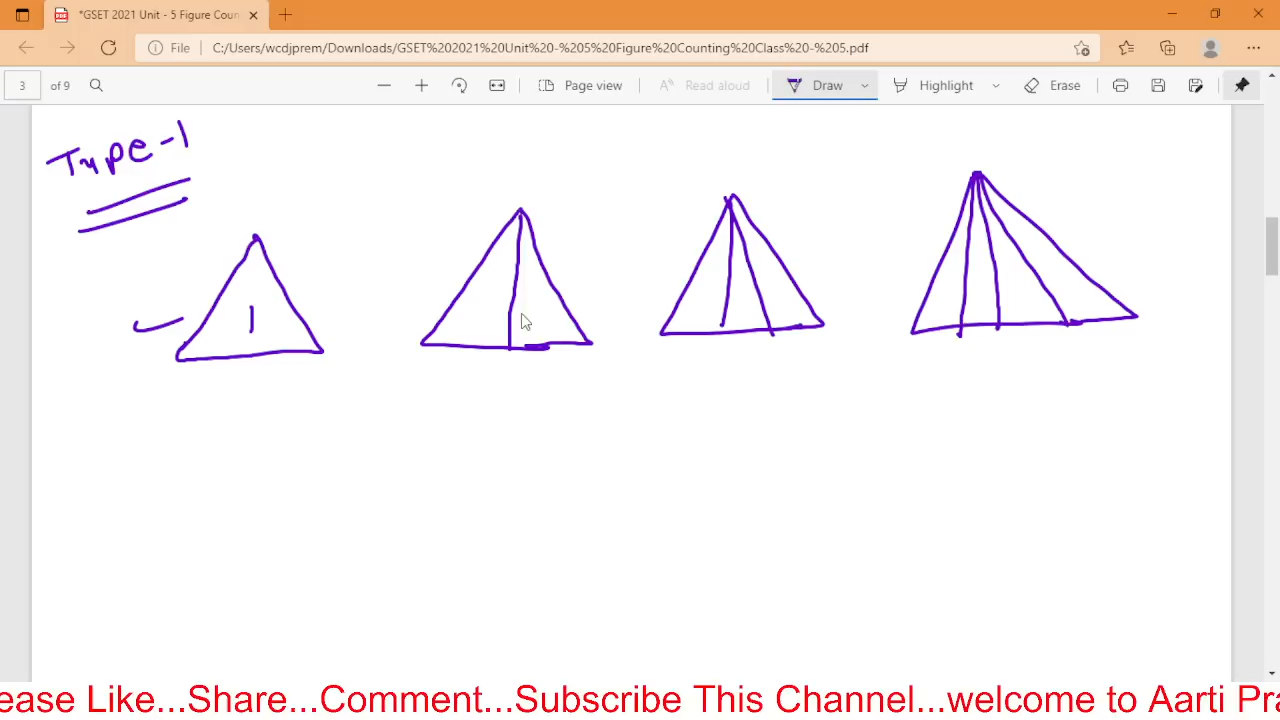 *GSET 2021 Unit - 5 Figure Coun
File C:/Users/wcdjprem/Downloads/GSET%202021%20Unit%20-%205%20Figure%20Counting%20Class%20-%205.pdf
3 of 9 Page view Read aloud Draw Highlight Erase
Type-1
1
ease Like...Share...Comment...Subscribe This Channel...welcome to Aarti Pra